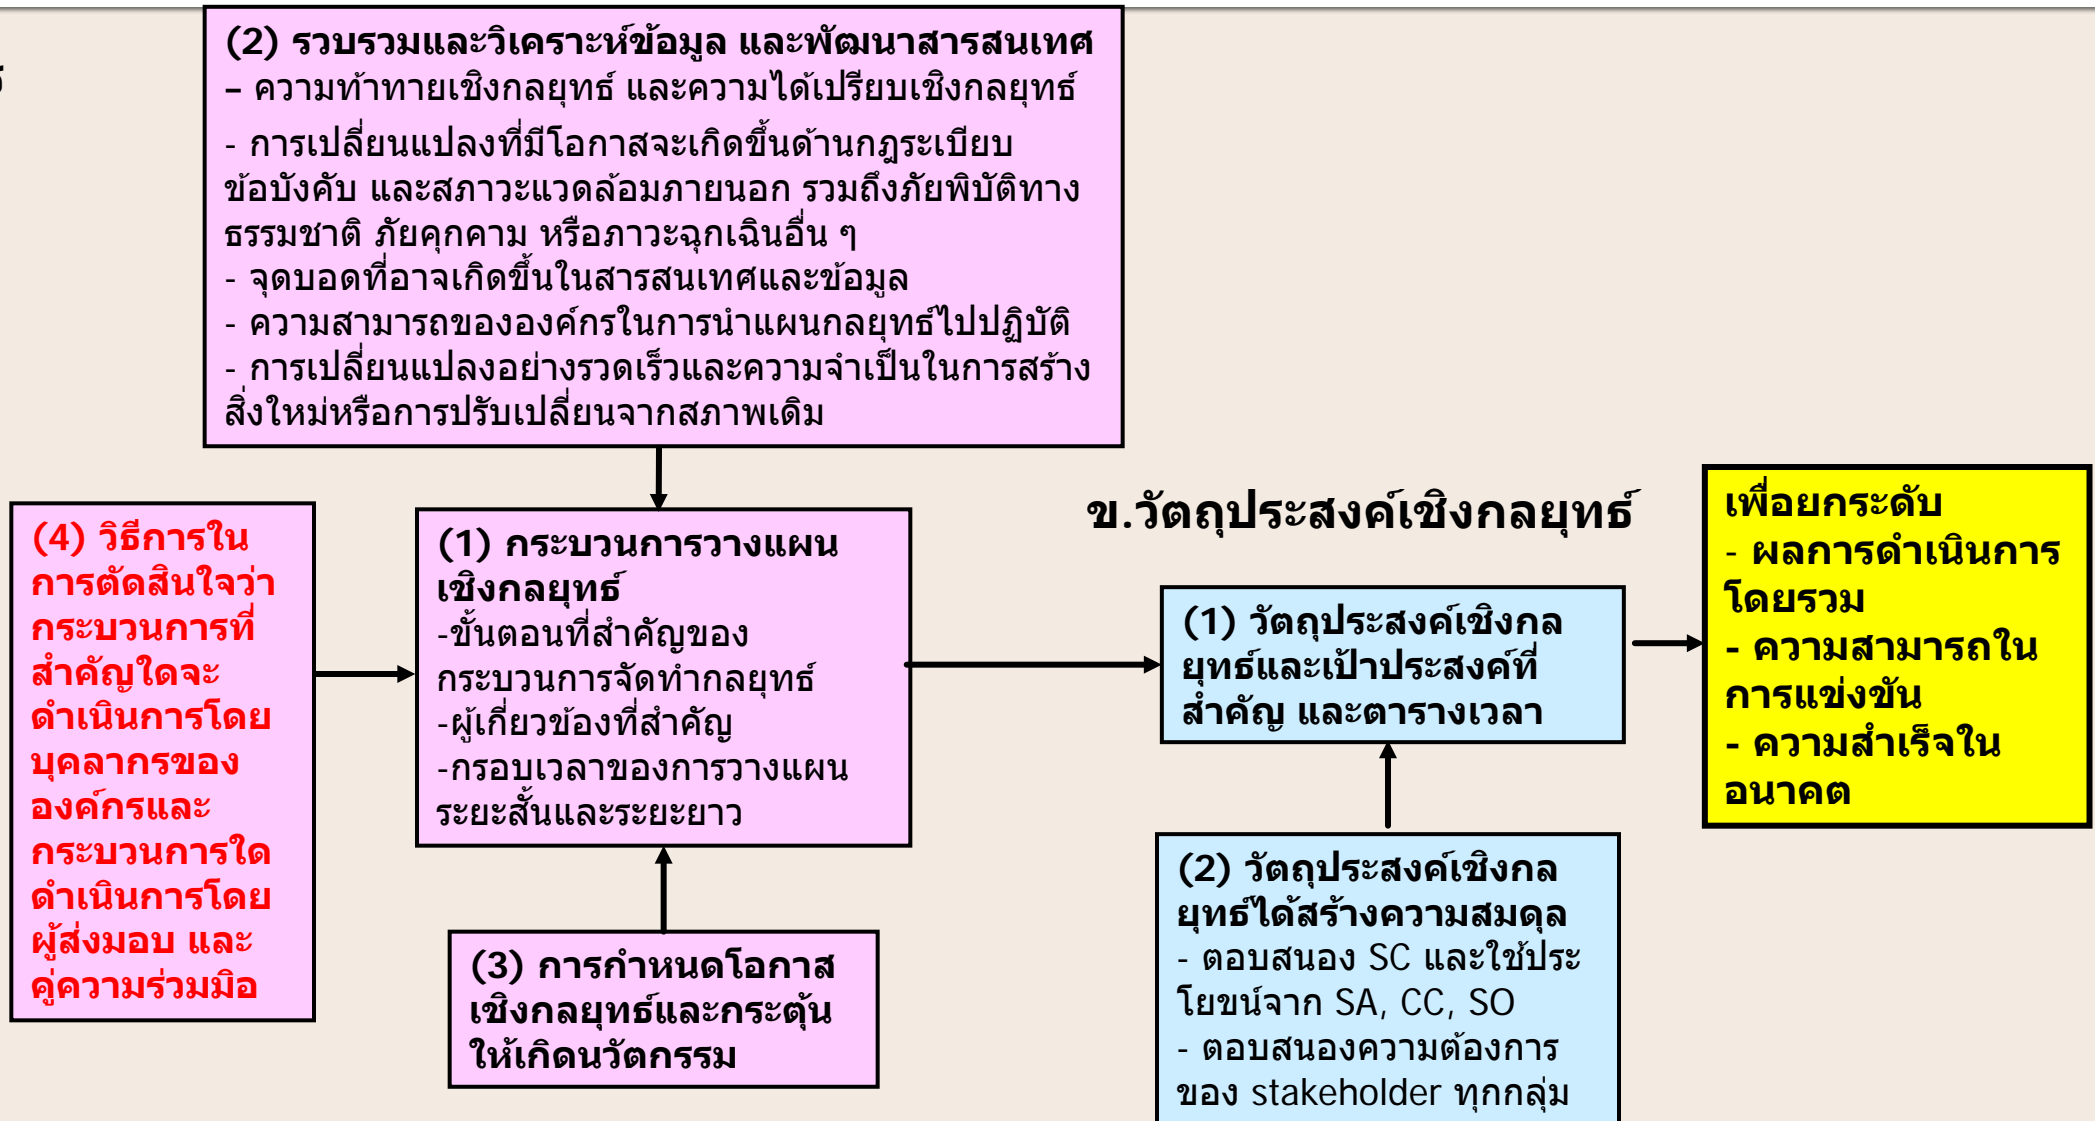 (2) รวบรวมและวิเคราะห์ข้อมูล และพัฒนาสารสนเทศ
– ความท้าทายเชิงกลยุทธ์ และความได้เปรียบเชิงกลยุทธ์
- การเปลี่ยนแปลงที่มีโอกาสจะเกิดขึ้นด้านกฎระเบียบ
ข้อบังคับ และสภาวะแวดล้อมภายนอก รวมถึงภัยพิบัติทาง
ธรรมชาติ ภัยคุกคาม หรือภาวะฉุกเฉินอื่น ๆ
- จุดบอดที่อาจเกิดขึ้นในสารสนเทศและข้อมูล
- ความสามารถขององค์กรในการนำแผนกลยุทธ์ไปปฏิบัติ
- การเปลี่ยนแปลงอย่างรวดเร็วและความจำเป็นในการสร้าง
สิ่งใหม่หรือการปรับเปลี่ยนจากสภาพเดิม
(4) วิธีการใน
การตัดสินใจว่า
กระบวนการที่
สำคัญใดจะ
ดำเนินการโดย
บุคลากรของ
องค์กรและ
กระบวนการใด
ดำเนินการโดย
ผู้ส่งมอบ และ
คู่ความร่วมมือ
(1) กระบวนการวางแผน
เชิงกลยุทธ์
-ขั้นตอนที่สำคัญของ
กระบวนการจัดทำกลยุทธ์
-ผู้เกี่ยวข้องที่สำคัญ
-กรอบเวลาของการวางแผน
ระยะสั้นและระยะยาว
(3) การกำหนดโอกาส
เชิงกลยุทธ์และกระตุ้น
ให้เกิดนวัตกรรม
ข.วัตถุประสงค์เชิงกลยุทธ์
(1) วัตถุประสงค์เชิงกล
ยุทธ์และเป้าประสงค์ที่
สำคัญ และตารางเวลา
(2) วัตถุประสงค์เชิงกล
ยุทธ์ได้สร้างความสมดุล
- ตอบสนอง SC และใช้ประ
โยขน์จาก SA, CC, SO
- ตอบสนองความต้องการ
ของ stakeholder ทุกกลุ่ม
เพื่อยกระดับ
- ผลการดำเนินการ
โดยรวม
- ความสามารถใน
การแข่งขัน
- ความสำเร็จใน
อนาคต